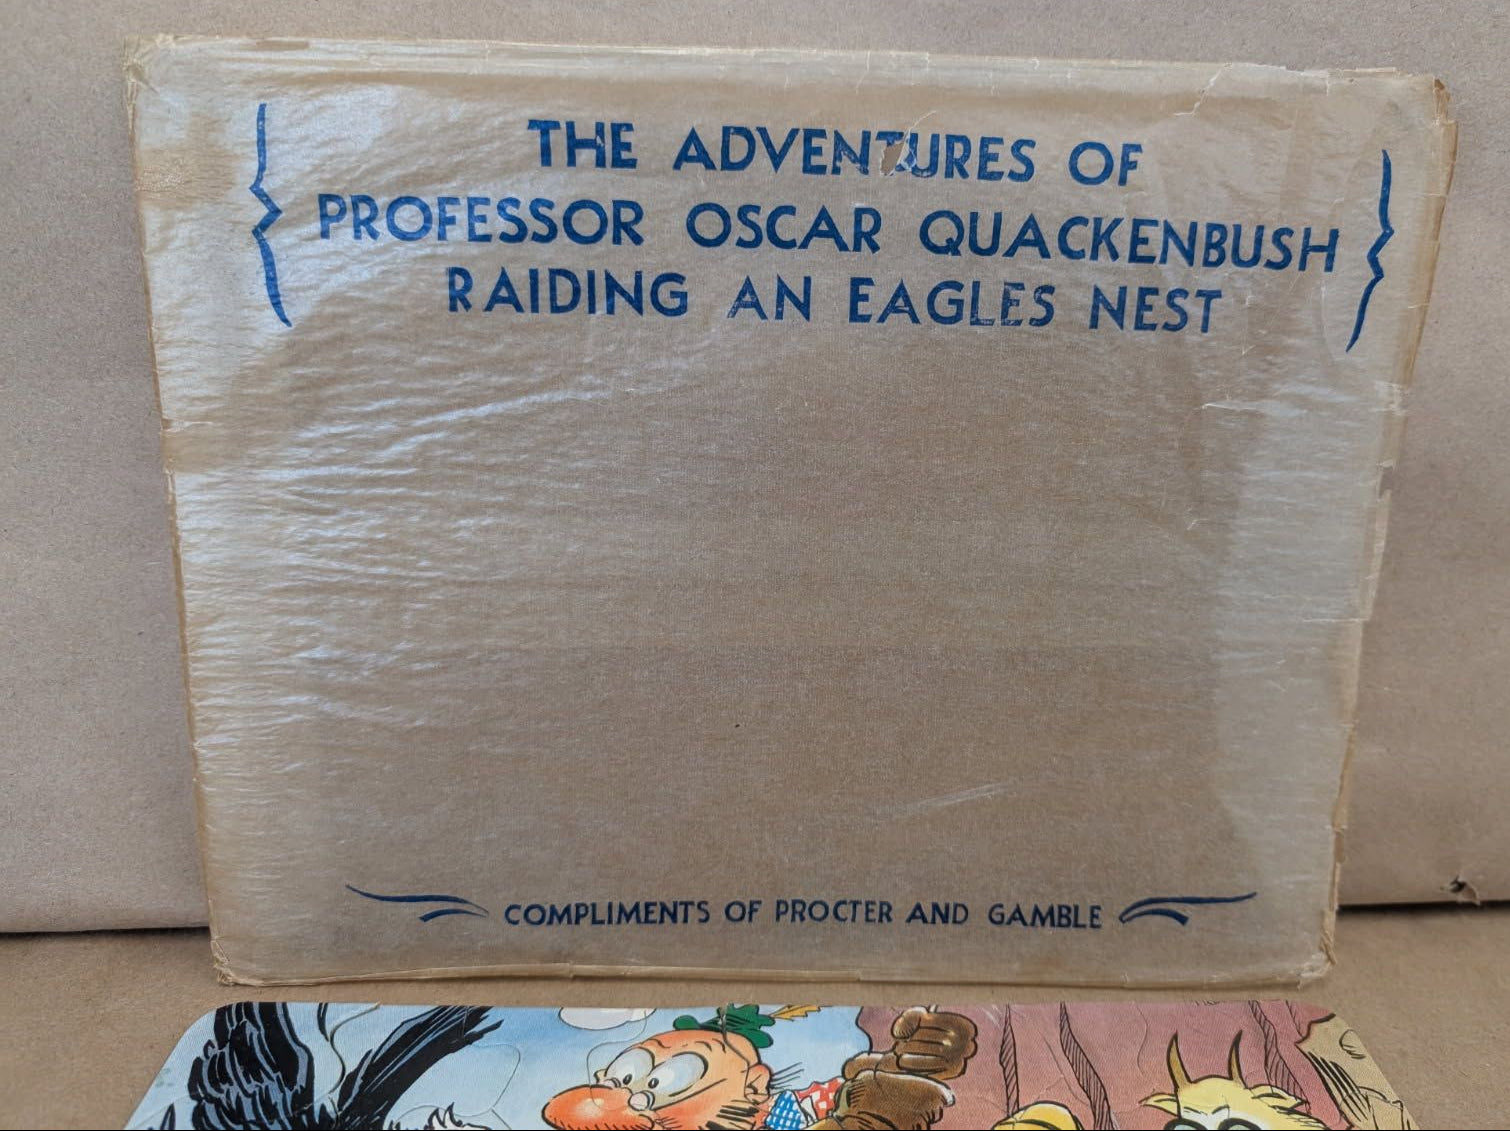 THE ADVENTURES OF
PROFESSOR OSCAR QUACKENBUSH
RAIDING AN EAGLES NEST
COMPLIMENTS OF PROCTER AND GAMBLE